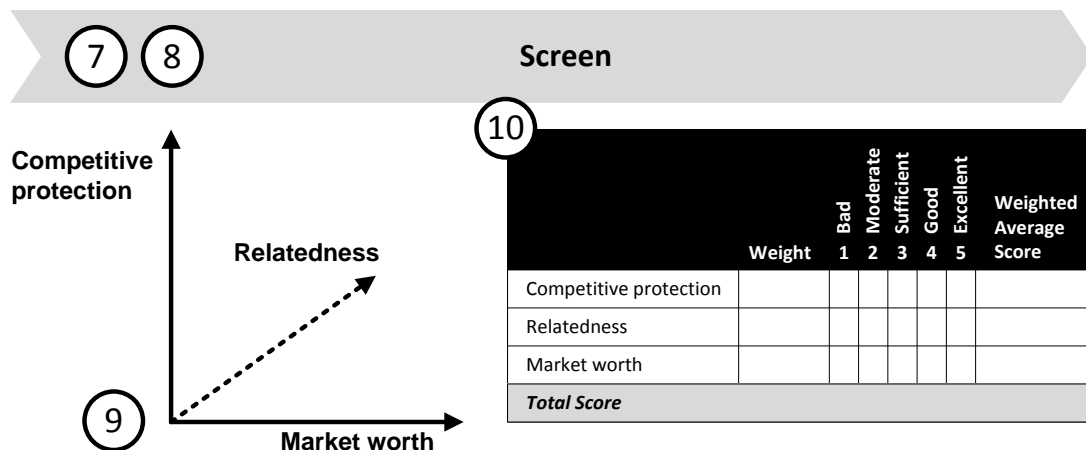 7 8 Screen
Competitive
protection
Relatedness
9
Market worth
10
Weight Bad 1 Moderate 2 Sufficient 3 Good 4 Excellent 5 Weighted
Average
Score
Competitive protection
Relatedness
Market worth
Total Score